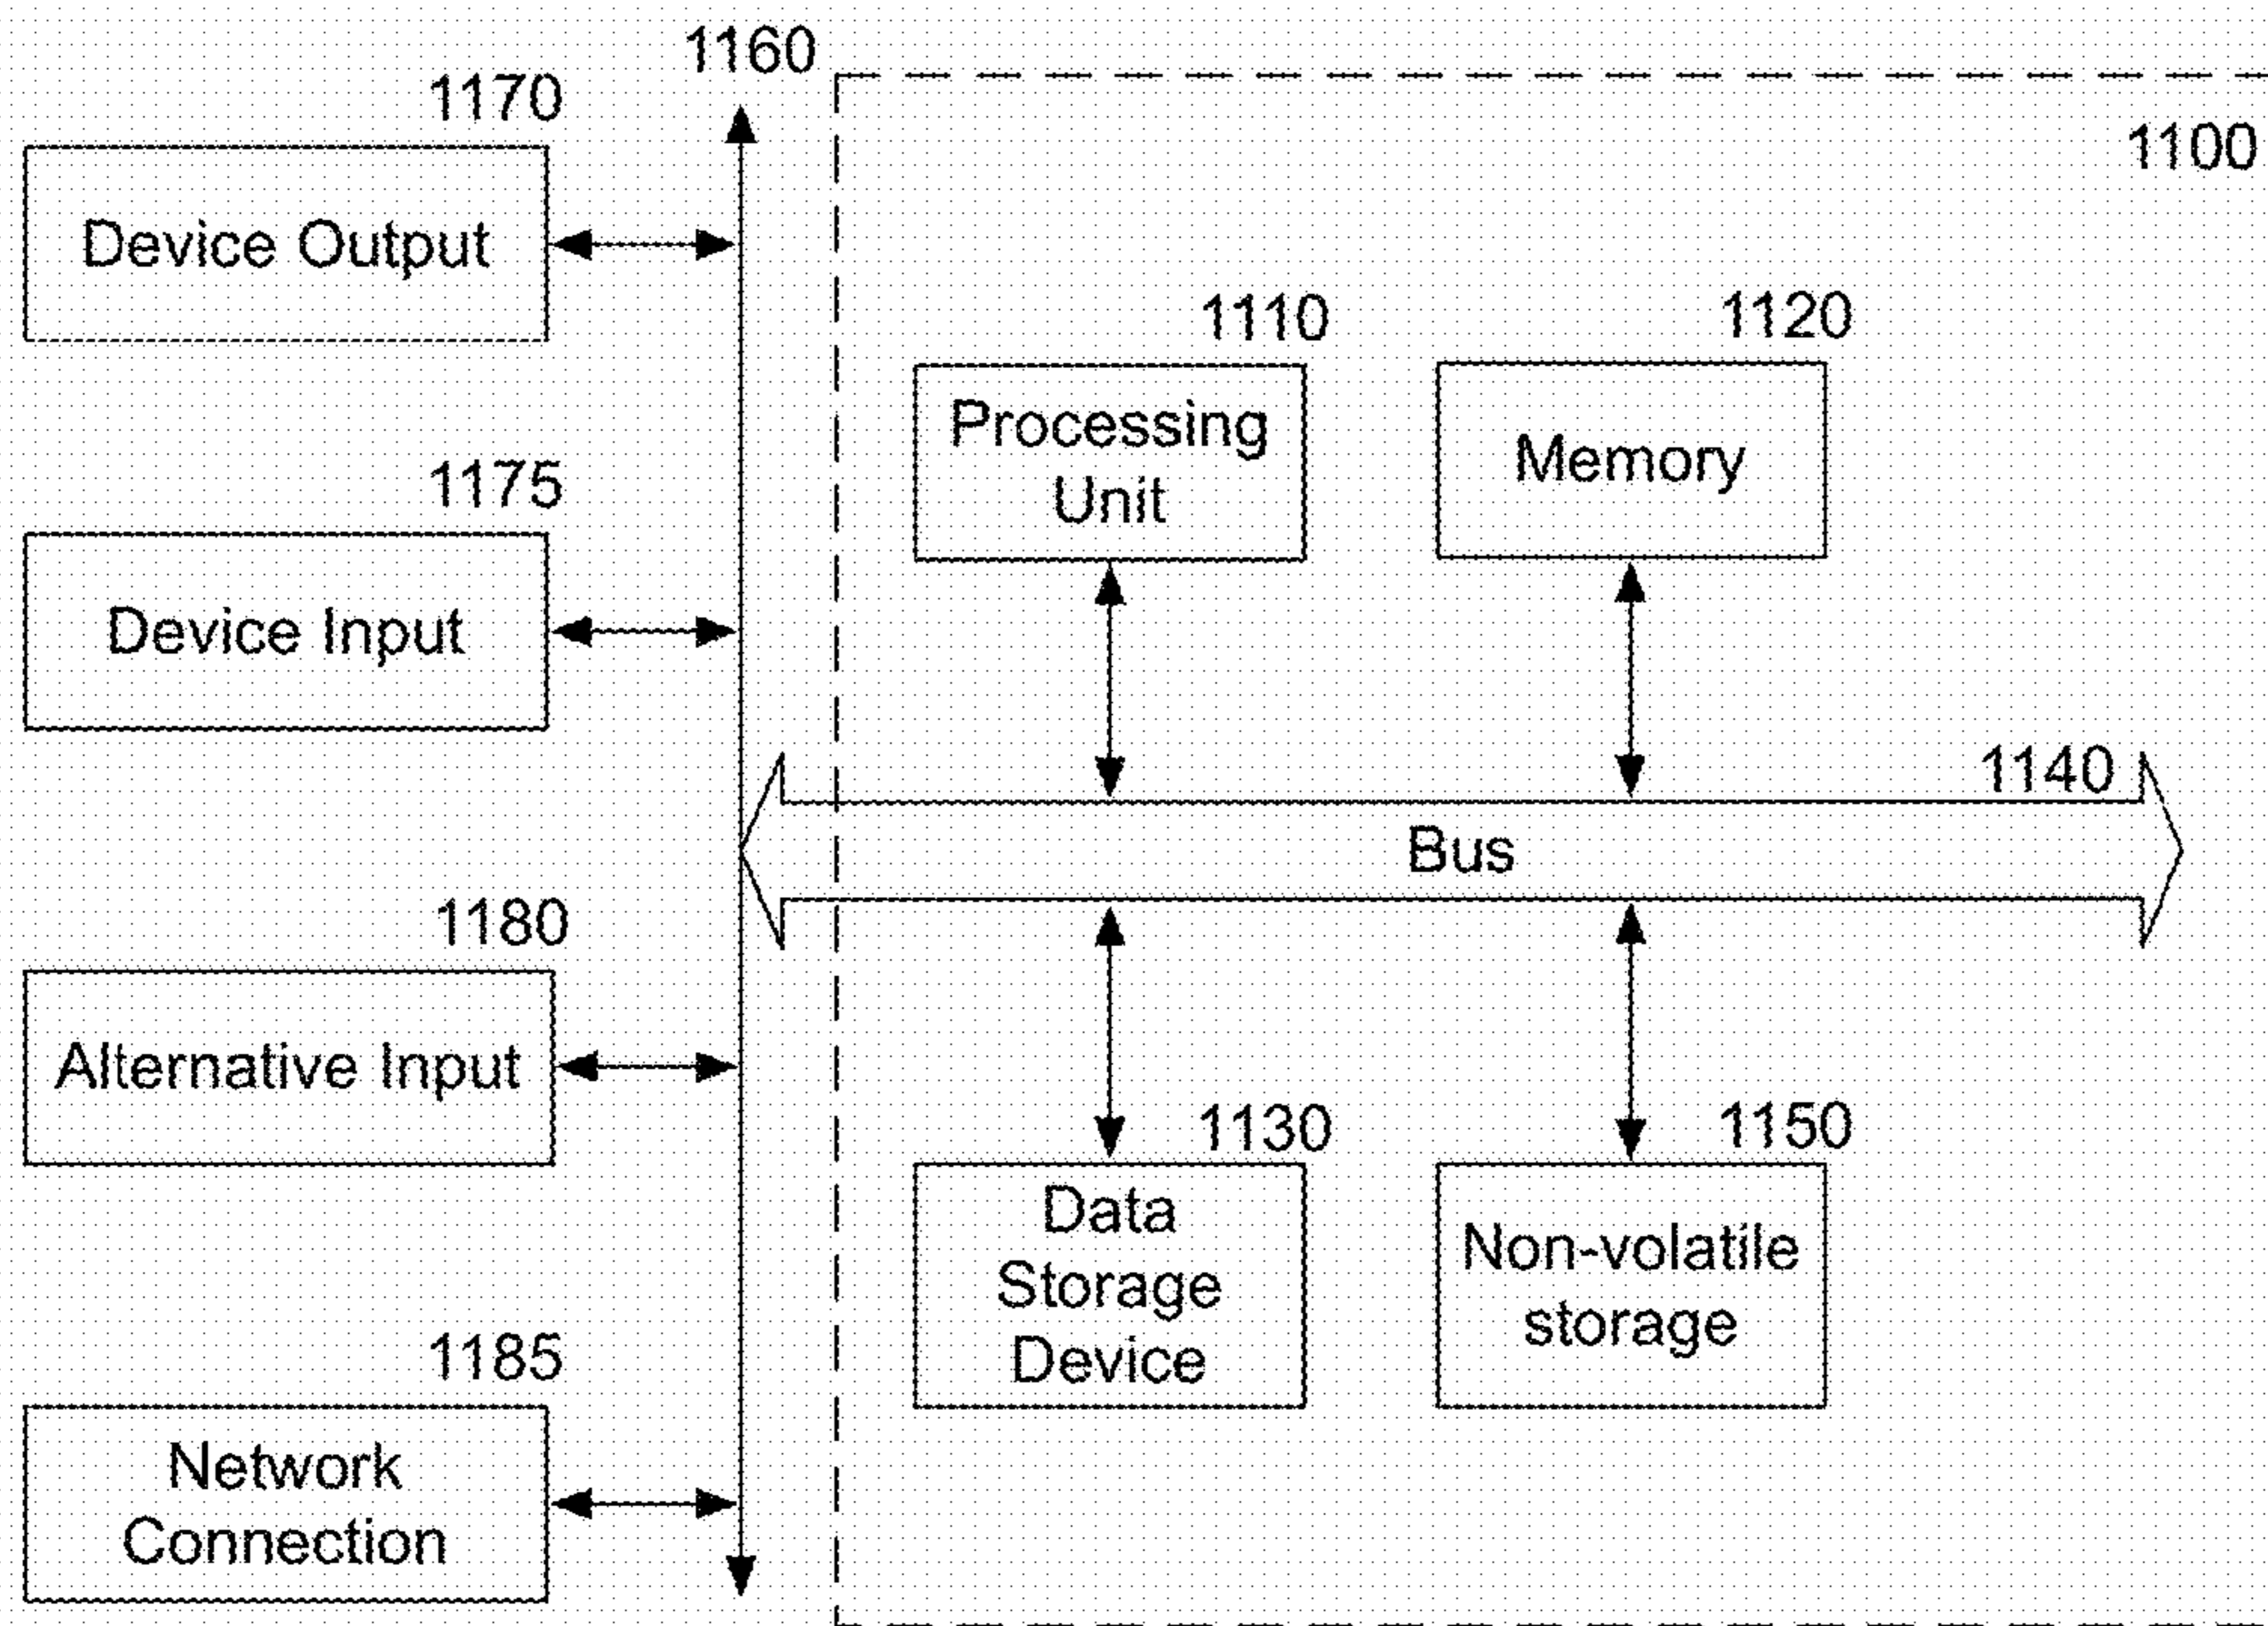 1160
1170
1100
Device Output
1110
1120
Processing
Unit
Memory
1175
Device Input
1140
Bus
1180
Alternative Input
1130
1150
Data
Storage
Device
Non-volatile
storage
1185
Network
Connection